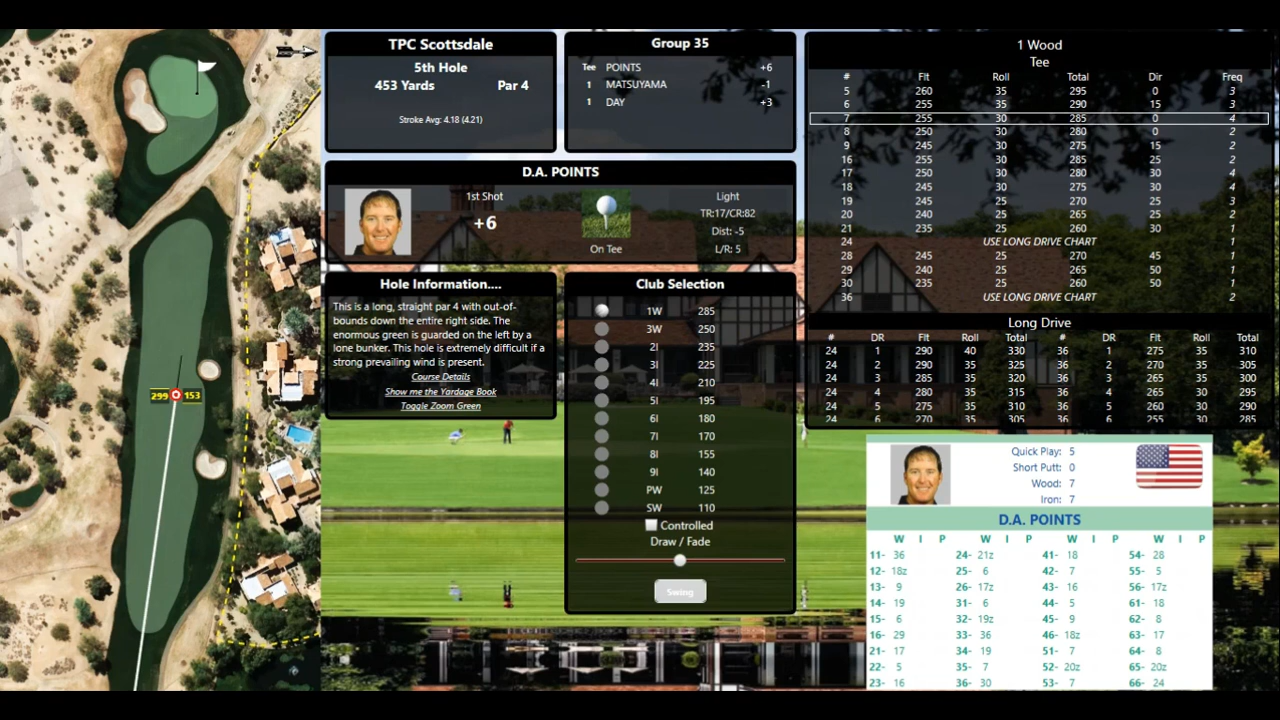 299 153
TPC Scottsdale
5th Hole
453 Yards Par 4
Stroke Avg: 4.18 (4.21)
Group 35
Tee POINTS +6
1 MATSUYAMA -1
1 DAY +3
D.A. POINTS
1st Shot
+6
On Tee
Light
TR:17/CR:82
Dist: -5
L/R: 5
Hole Information....
This is a long, straight par 4 with out-of-
bounds down the entire right side. The
enormous green is guarded on the left by a
lone bunker. This hole is extremely difficult if a
strong prevailing wind is present.
Course Details
Show me the Yardage Book
Toggle Zoom Green
Club Selection
1W 285
3W 250
2I 235
3I 225
4I 210
5I 195
6I 180
7I 170
8I 155
9I 140
PW 125
SW 110
Controlled
Draw / Fade
Swing
1 Wood
Tee
# Flt Roll Total Dir Freq
5 260 35 295 0 3
6 255 35 290 15 3
7 255 30 285 0 4
8 250 30 280 0 2
9 245 30 275 15 2
16 255 30 285 25 2
17 250 30 280 30 4
18 245 30 275 30 4
19 245 25 270 25 3
20 240 25 265 25 2
21 235 25 260 30 1
24 USE LONG DRIVE CHART 1
28 245 25 270 45 1
29 240 25 265 50 1
30 235 25 260 50 1
36 USE LONG DRIVE CHART 2
Long Drive
# DR Flt Roll Total # DR Flt Roll Total
24 1 290 40 330 36 1 275 35 310
24 2 290 35 325 36 2 270 35 305
24 3 285 35 320 36 3 265 35 300
24 4 280 35 315 36 4 265 30 295
24 5 275 35 310 36 5 260 30 290
24 6 270 35 305 36 6 255 30 285
Quick Play: 5
Short Putt: 0
Wood: 7
Iron: 7
D.A. POINTS
W I P W I P W I P W I P
11- 36 24- 21z 41- 18 54- 28
12- 18z 25- 6 42- 7 55- 5
13- 9 26- 17z 43- 16 56- 17z
14- 19 31- 6 44- 5 61- 18
15- 6 32- 19z 45- 9 62- 8
16- 29 33- 36 46- 18z 63- 17
21- 17 34- 19 51- 7 64- 8
22- 5 35- 7 52- 20z 65- 20z
23- 16 36- 30 53- 7 66- 24